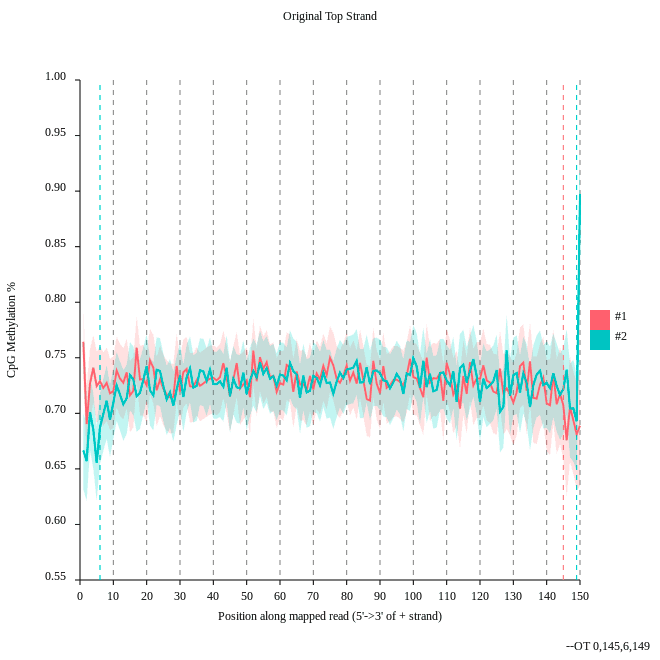 Original Top Strand
1.00
0.95
0.90
0.85
0.80
0.75
0.70
0.65
0.60
0.55
CpG Methylation %
0 10 20 30 40 50 60 70 80 90 100 110 120 130 140 150
Position along mapped read (5'->3' of + strand)
#1
#2
--OT 0,145,6,149